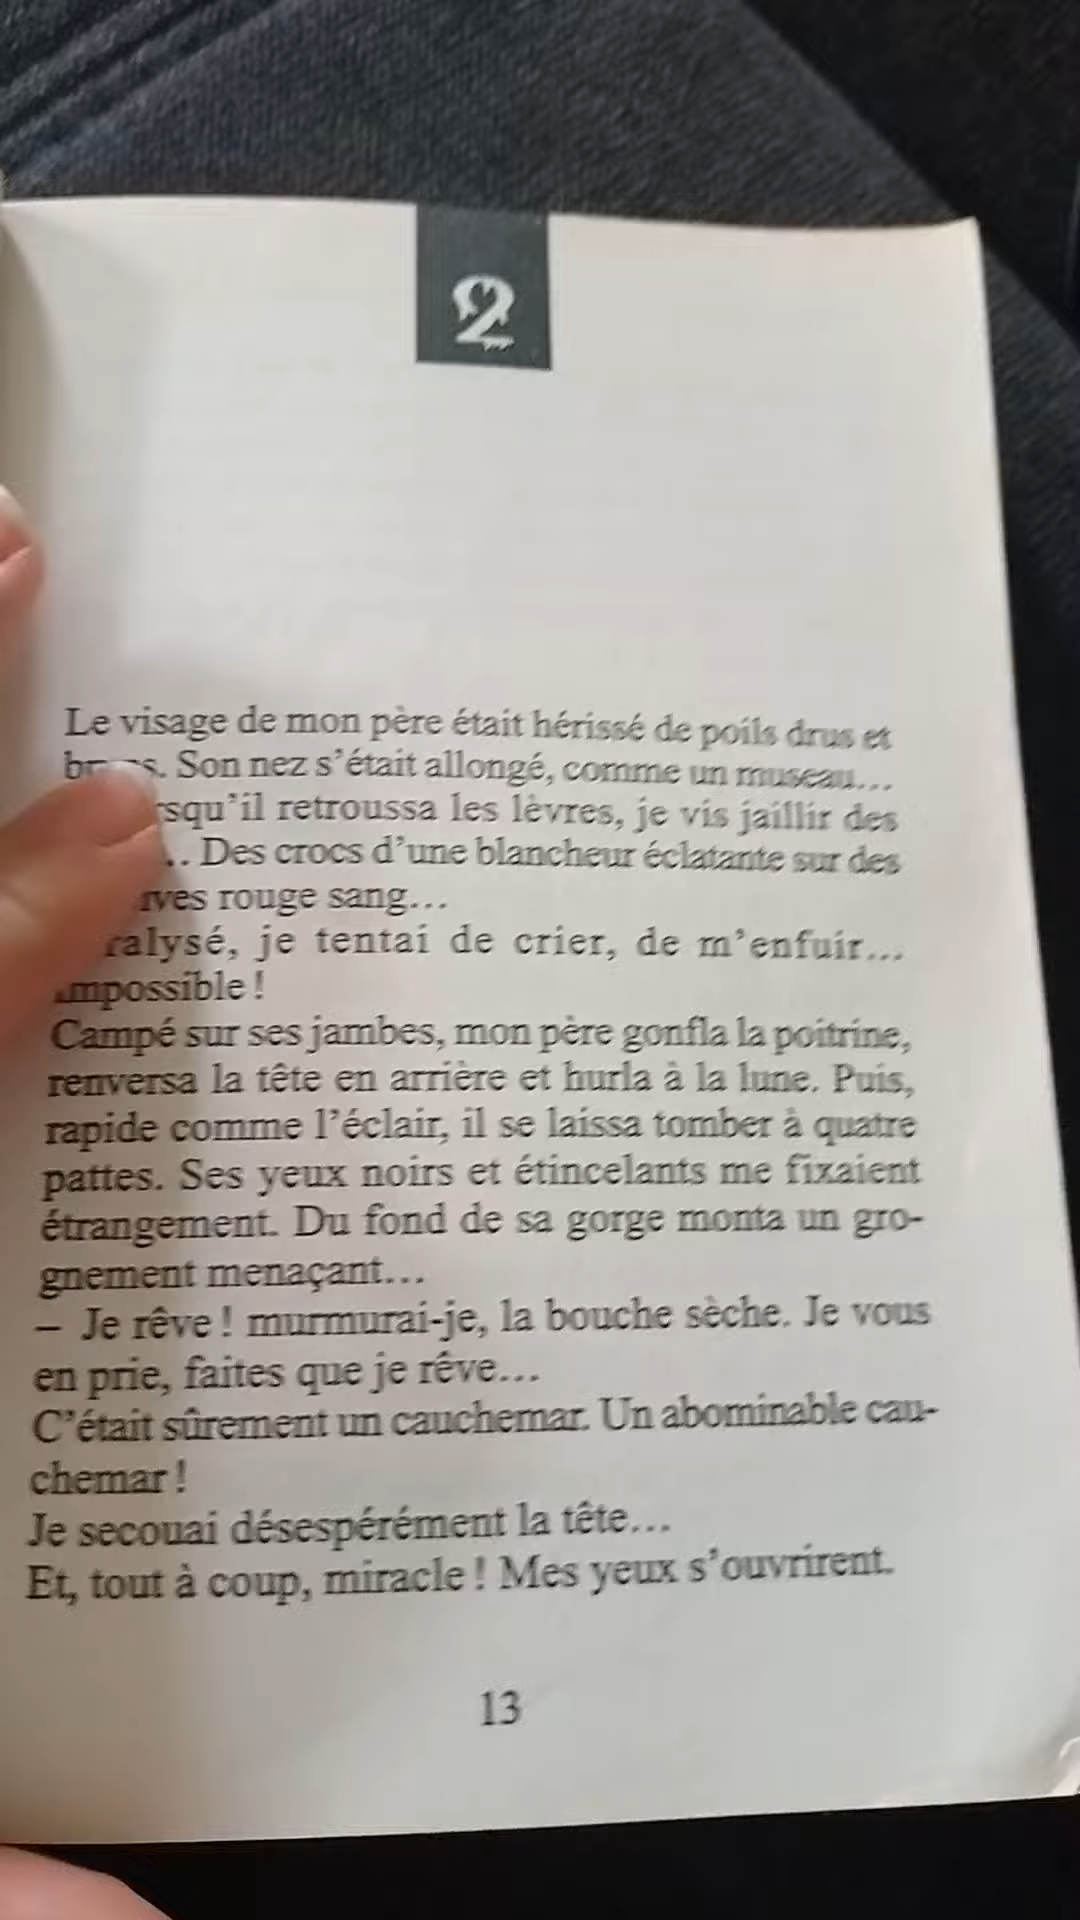 2
Le visage de mon père était hérissé de poils drus et
Son nez s'était allongé, comme un museau...
qu'il retroussa les lèvres, je vis jaillir des
.. Des crocs d'une blancheur éclatante sur des
rouge sang...
je tentai de crier, de m'enfuir...
impossible !
Campé sur ses jambes, mon père gonfla la poitrine,
renversa la tête en arrière et hurla à la lune. Puis,
rapide comme l'éclair, il se laissa tomber à quatre
pattes. Ses yeux noirs et étincelants me fixaient
étrangement. Du fond de sa gorge monta un gro-
gnement menaçant...
– Je rêve ! murmurai-je, la bouche sèche. Je vous
en prie, faites que je rêve...
C'était sûrement un cauchemar. Un abominable cau-
chemar !
Je secouai désespérément la tête...
Et, tout à coup, miracle ! Mes yeux s'ouvrirent.
13